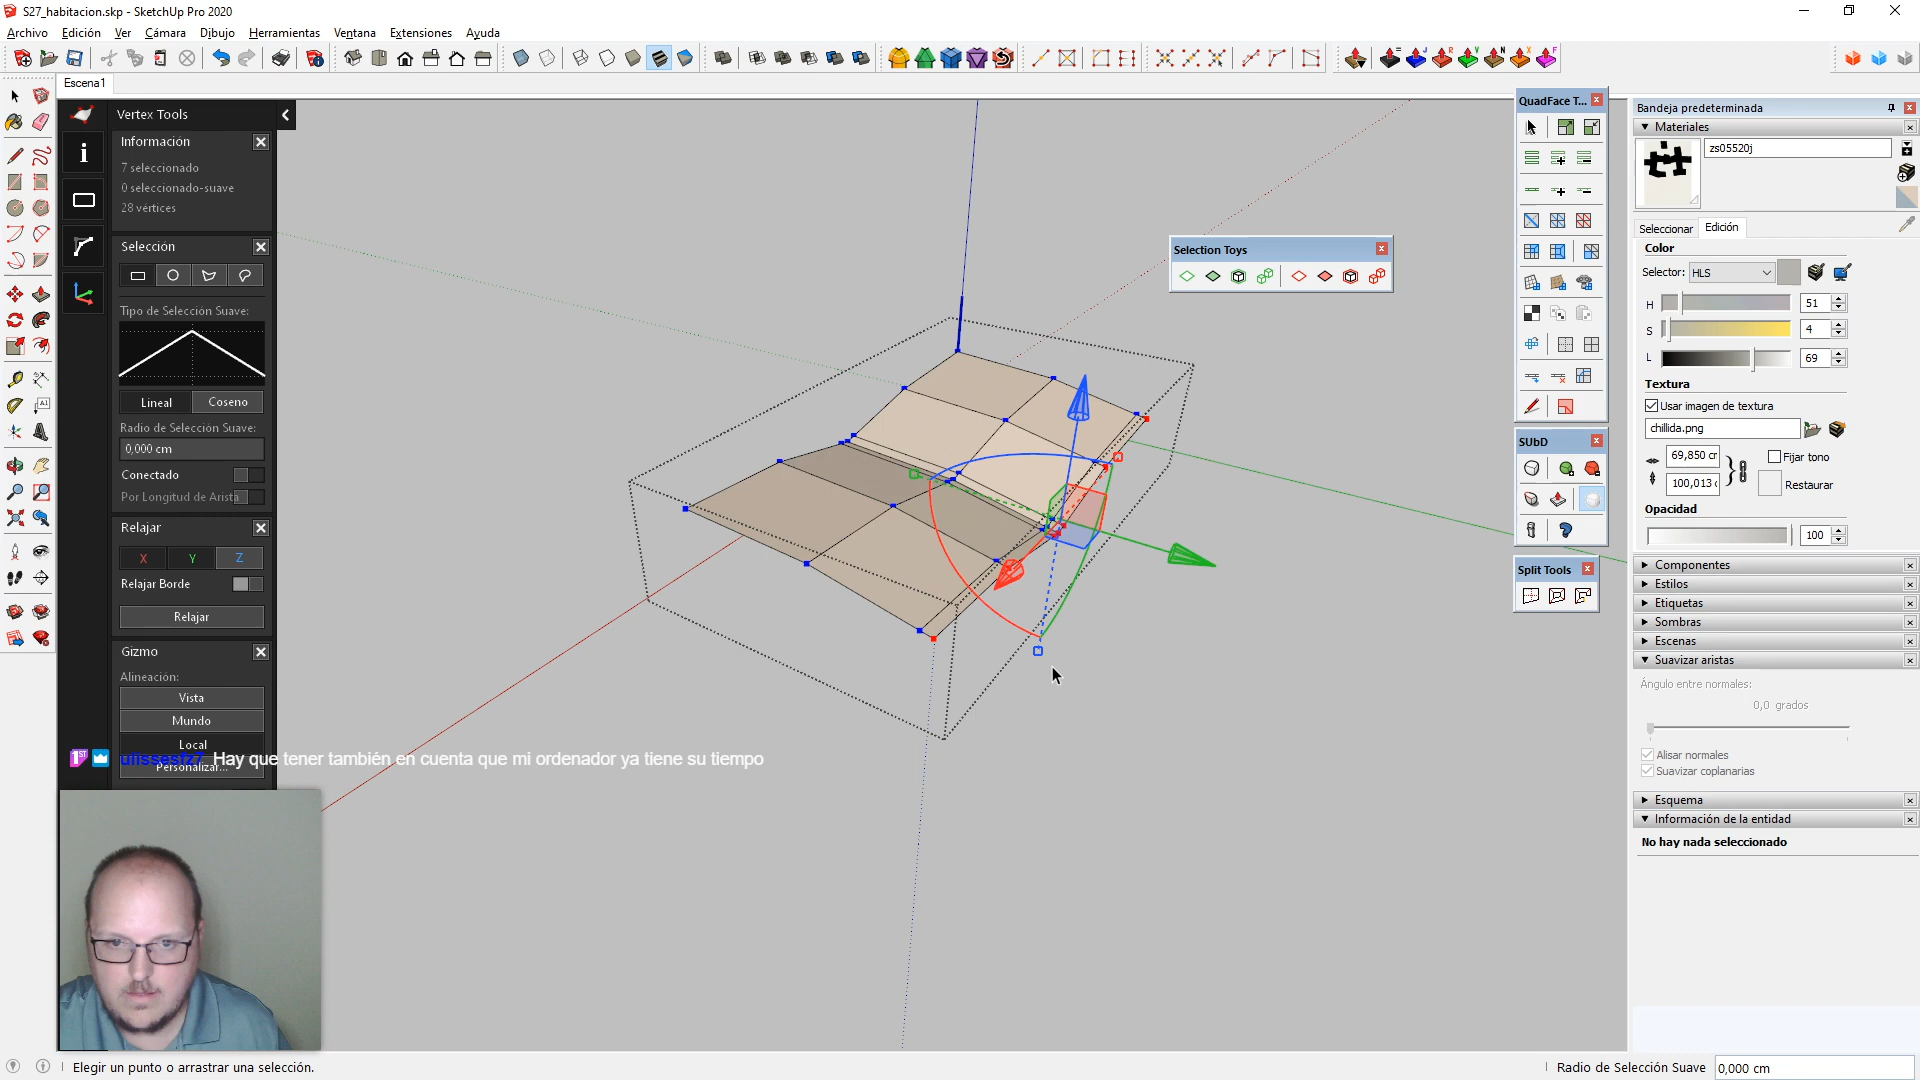 S27_habitacion.skp - SketchUp Pro 2020
Archivo Edición Ver Cámara Dibujo Herramientas Ventana Extensiones Ayuda
Escena1
Vertex Tools
Información
7 seleccionado
0 seleccionado-suave
28 vértices
Selección
Tipo de Selección Suave:
Lineal Coseno
Radio de Selección Suave:
0,000 cm
Conectado
Por Longitud de Arista
Relajar
X Y Z
Relajar Borde
Relajar
Gizmo
Alineación:
Vista
Mundo
Local
Personalizar...
Hay que tener también en cuenta que mi ordenador ya tiene su tiempo
Selection Toys
QuadFace T...
SUbD
Split Tools
Bandeja predeterminada
Materiales
zs05520j
Seleccionar Edición
Color
Selector: HLS
H 51
S 4
L 69
Textura
Usar imagen de textura
chillida.png
69,850 cr
100,013
Fijar tono
Restaurar
Opacidad
100
Componentes
Estilos
Etiquetas
Sombras
Escenas
Suavizar aristas
Ángulo entre normales:
0,0 grados
Alisar normales
Suavizar coplanarias
Esquema
Información de la entidad
No hay nada seleccionado
Elegir un punto o arrastrar una selección.
Radio de Selección Suave 0,000 cm